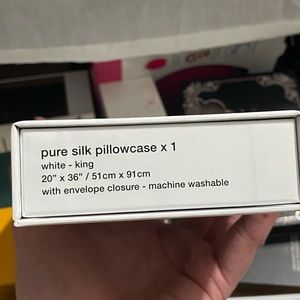 pure silk pillowcase x 1
white - king
20" x 36" / 51cm x 91cm
with envelope closure - machine washable